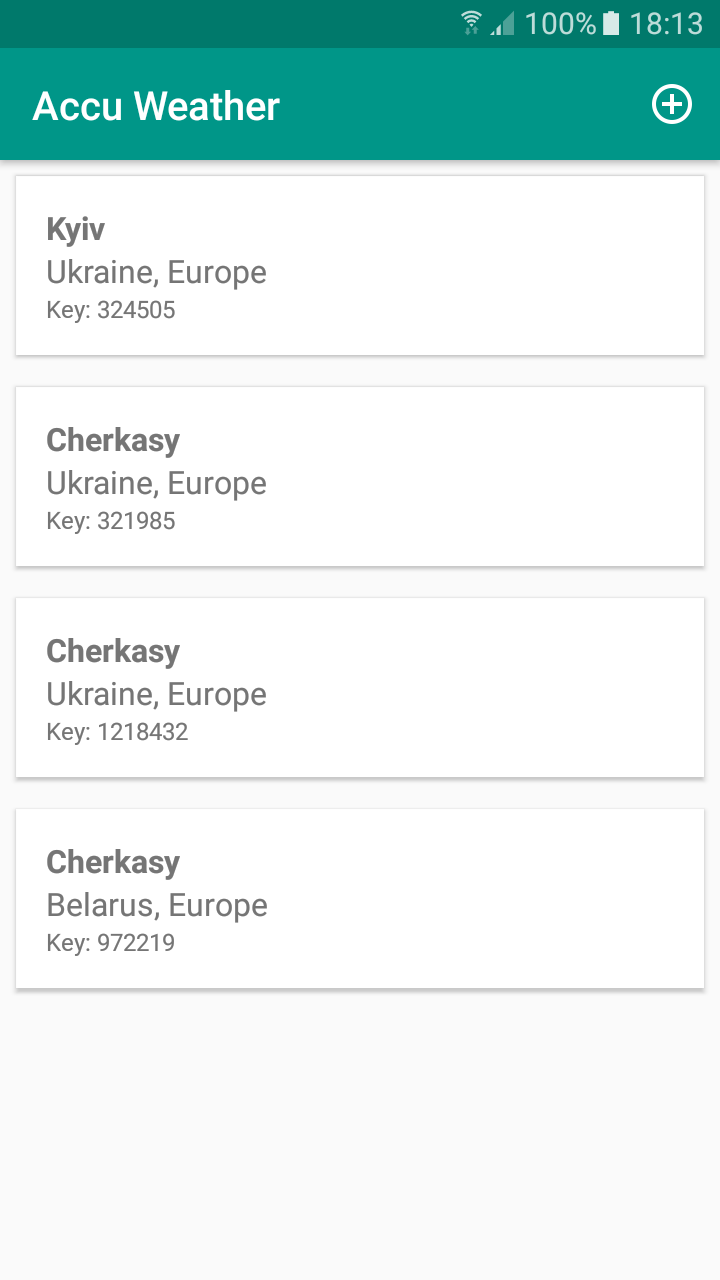 100% 18:13
Accu Weather
Kyiv
Ukraine, Europe
Key: 324505
Cherkasy
Ukraine, Europe
Key: 321985
Cherkasy
Ukraine, Europe
Key: 1218432
Cherkasy
Belarus, Europe
Key: 972219